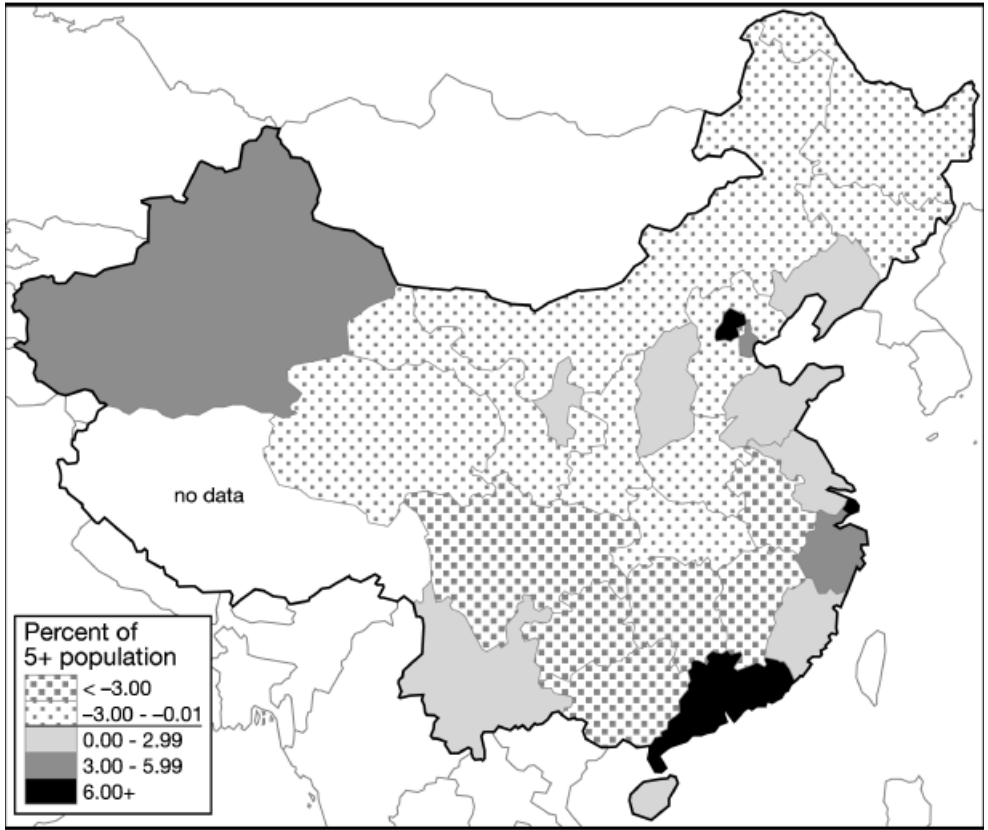 no data
Percent of
5+ population
< –3.00
–3.00 - –0.01
0.00 - 2.99
3.00 - 5.99
6.00+